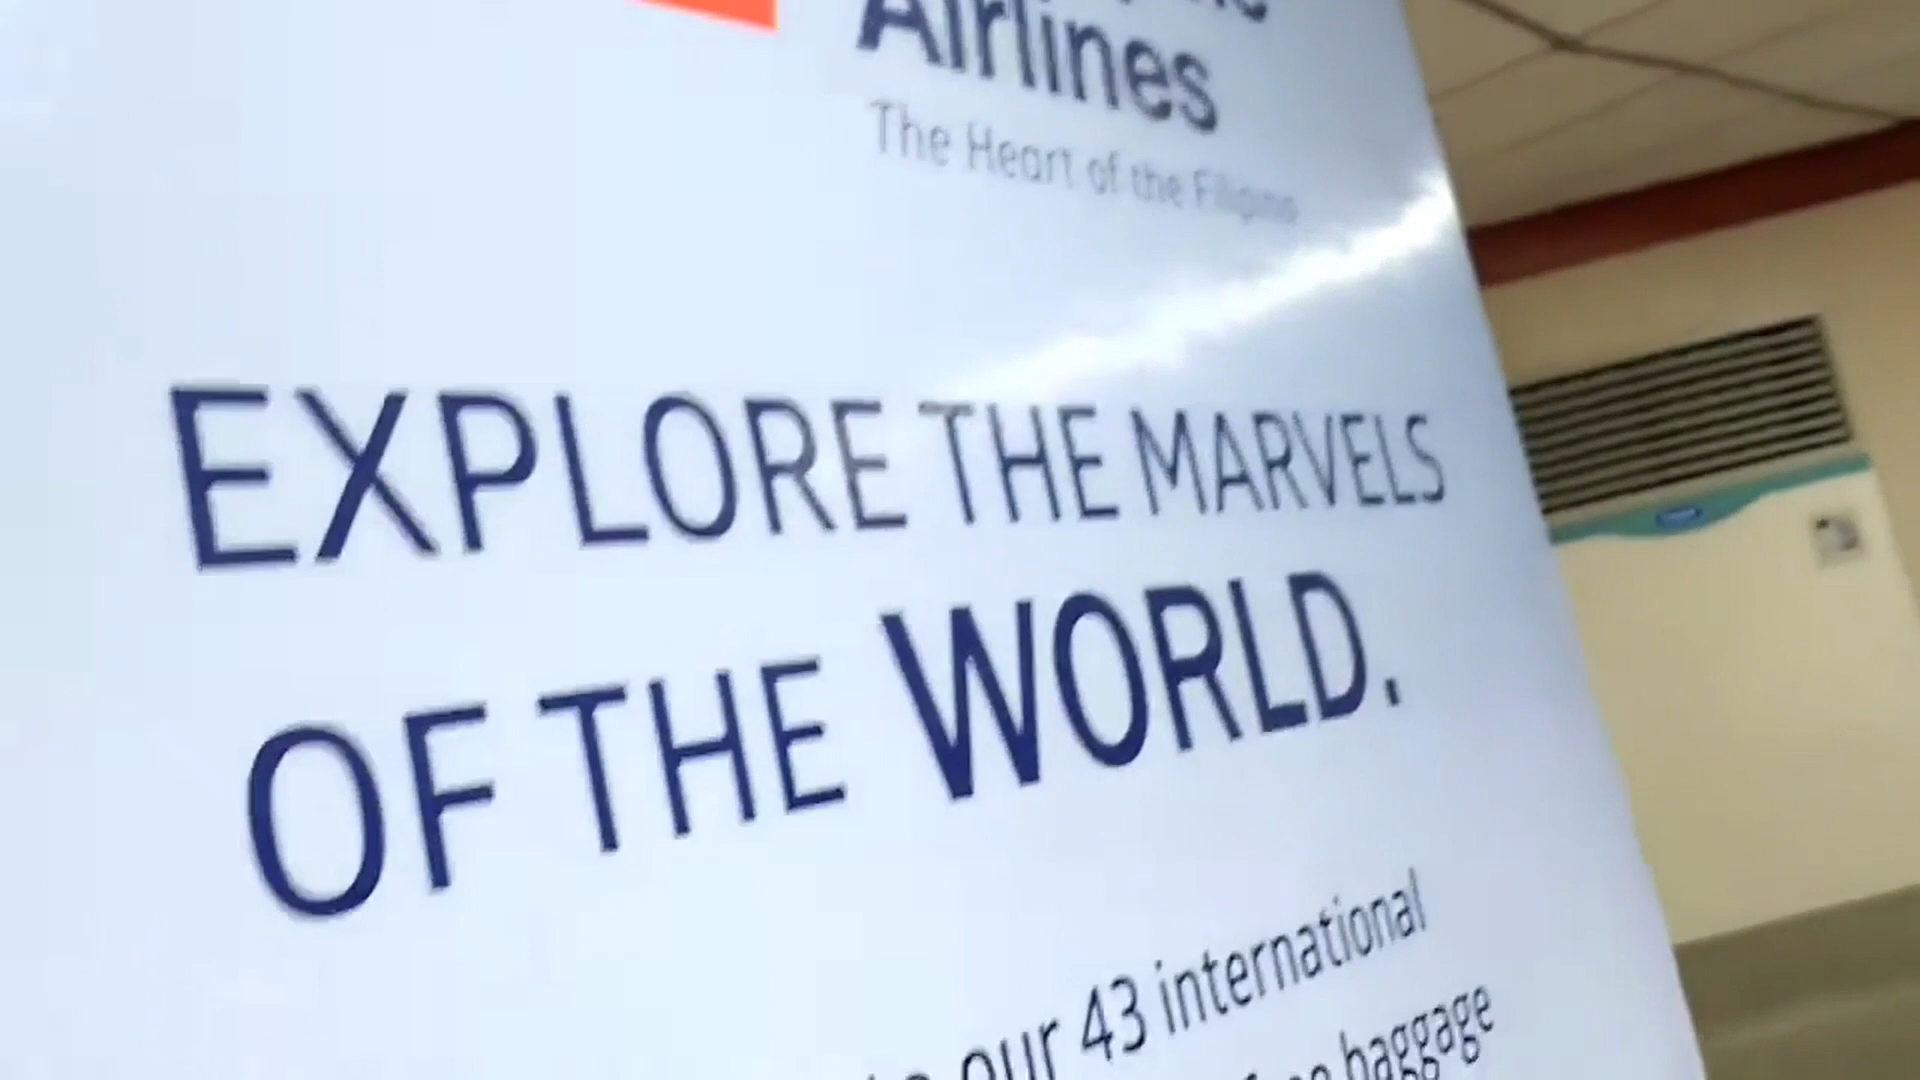 Airlines
The Heart of the Filipino
EXPLORE THE MARVELS
OF THE WORLD.
our 43 international
baggage